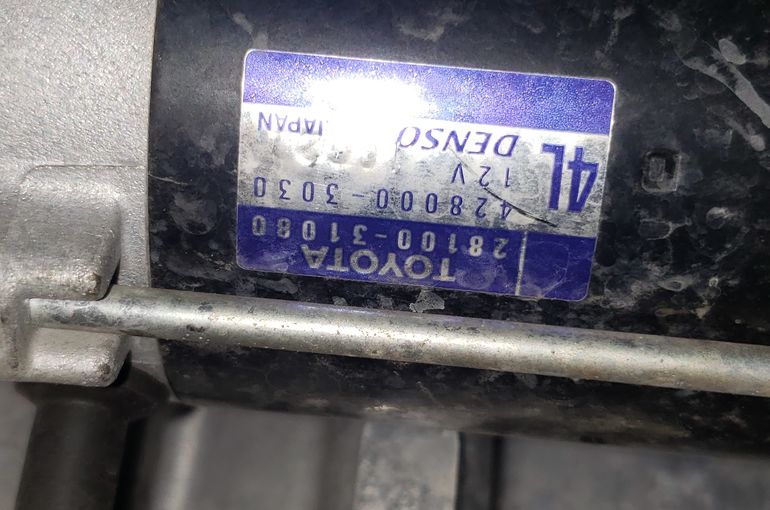 TOYOTA
28100-31080
428000-3030
4L
12V
DENSO
JAPAN